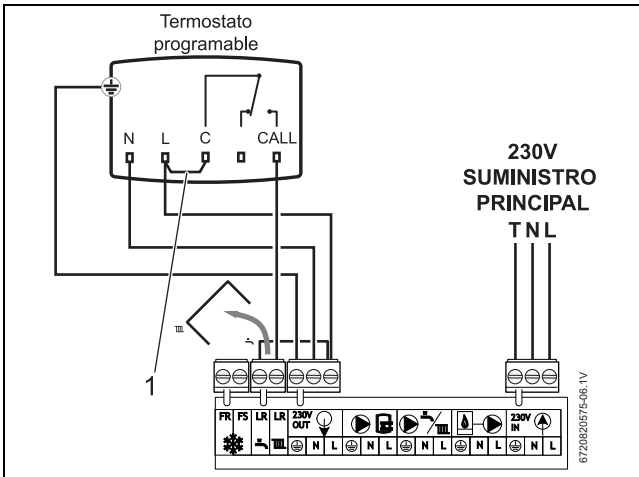 Termostato
programable
N L C CALL
230V
SUMINISTRO
PRINCIPAL
T N L
1
FR FS LR LR 230V OUT 230V IN
N L N L N L N L N L
6720820575-06.1V